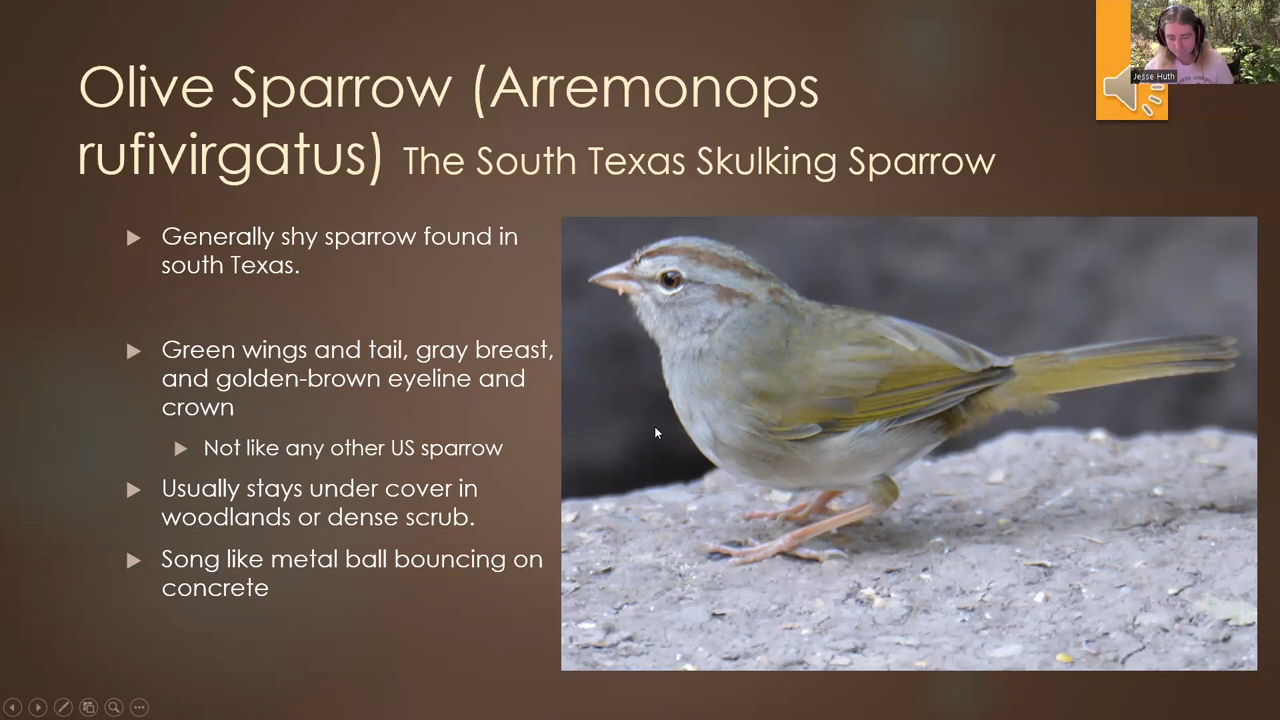 Olive Sparrow (Arremonops
rufivirgatus) The South Texas Skulking Sparrow
Jesse Huth
Generally shy sparrow found in
south Texas.
Green wings and tail, gray breast,
and golden-brown eyeline and
crown
Not like any other US sparrow
Usually stays under cover in
woodlands or dense scrub.
Song like metal ball bouncing on
concrete